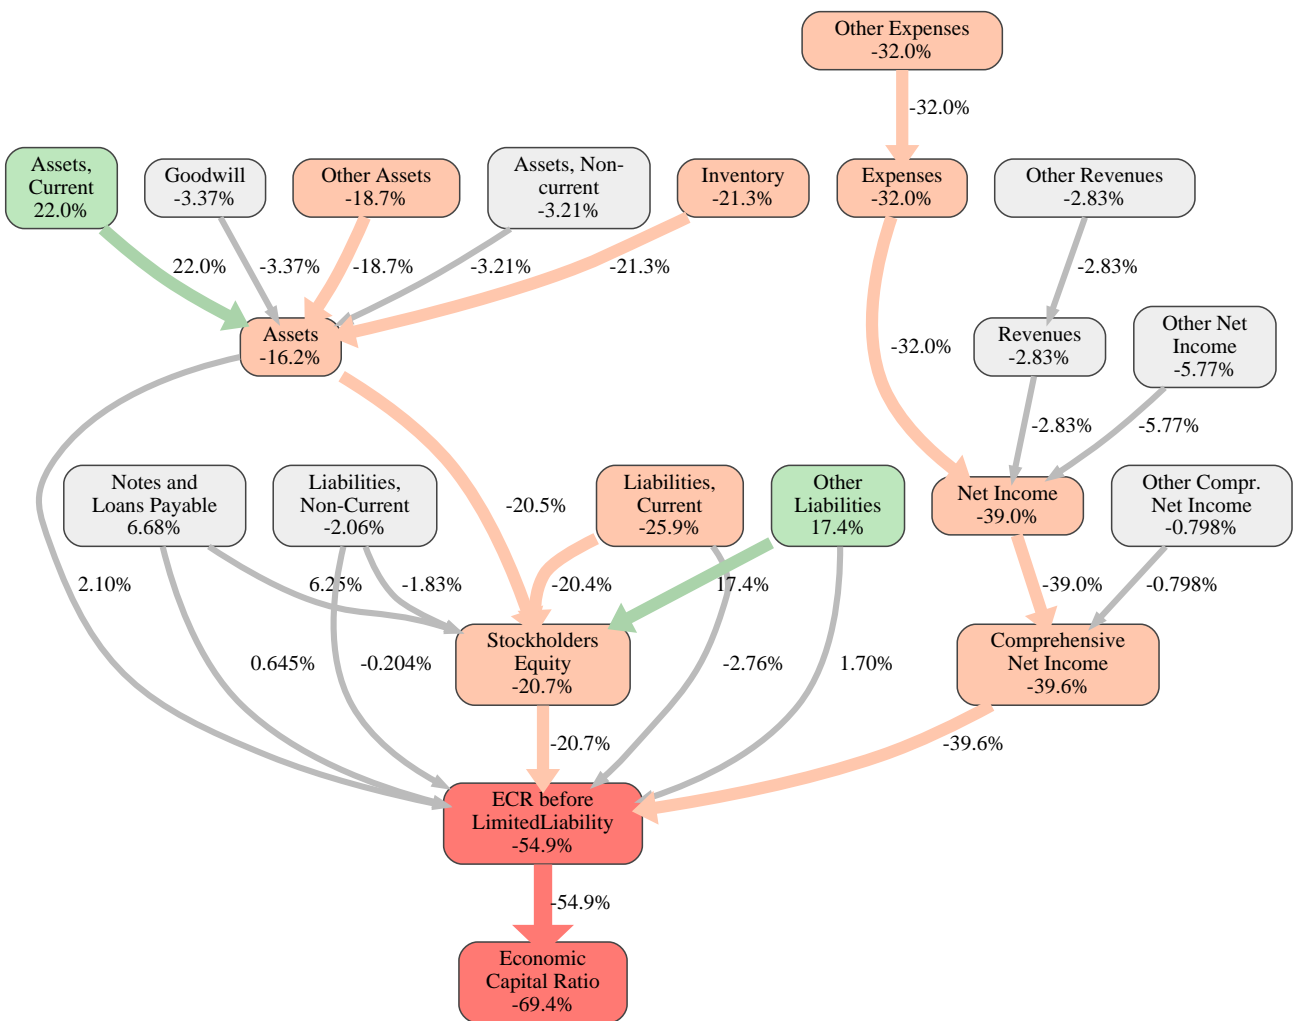 Other Expenses
-32.0%
-32.0%
Assets,
Current
22.0%
Goodwill
-3.37%
Other Assets
-18.7%
Assets, Non-
current
-3.21%
Inventory
-21.3%
Expenses
-32.0%
Other Revenues
-2.83%
22.0%
-3.37%
-18.7%
-3.21%
-21.3%
-2.83%
Assets
-16.2%
-32.0%
Revenues
-2.83%
Other Net
Income
-5.77%
-2.83%
-5.77%
Notes and
Loans Payable
6.68%
Liabilities,
Non-Current
-2.06%
-20.5%
Liabilities,
Current
-25.9%
Other
Liabilities
17.4%
Net Income
-39.0%
Other Compr.
Net Income
-0.798%
2.10%
6.25%
-1.83%
-20.4%
17.4%
-39.0%
-0.798%
0.645%
-0.204%
Stockholders
Equity
-20.7%
-2.76%
1.70%
Comprehensive
Net Income
-39.6%
-20.7%
-39.6%
ECR before
LimitedLiability
-54.9%
-54.9%
Economic
Capital Ratio
-69.4%